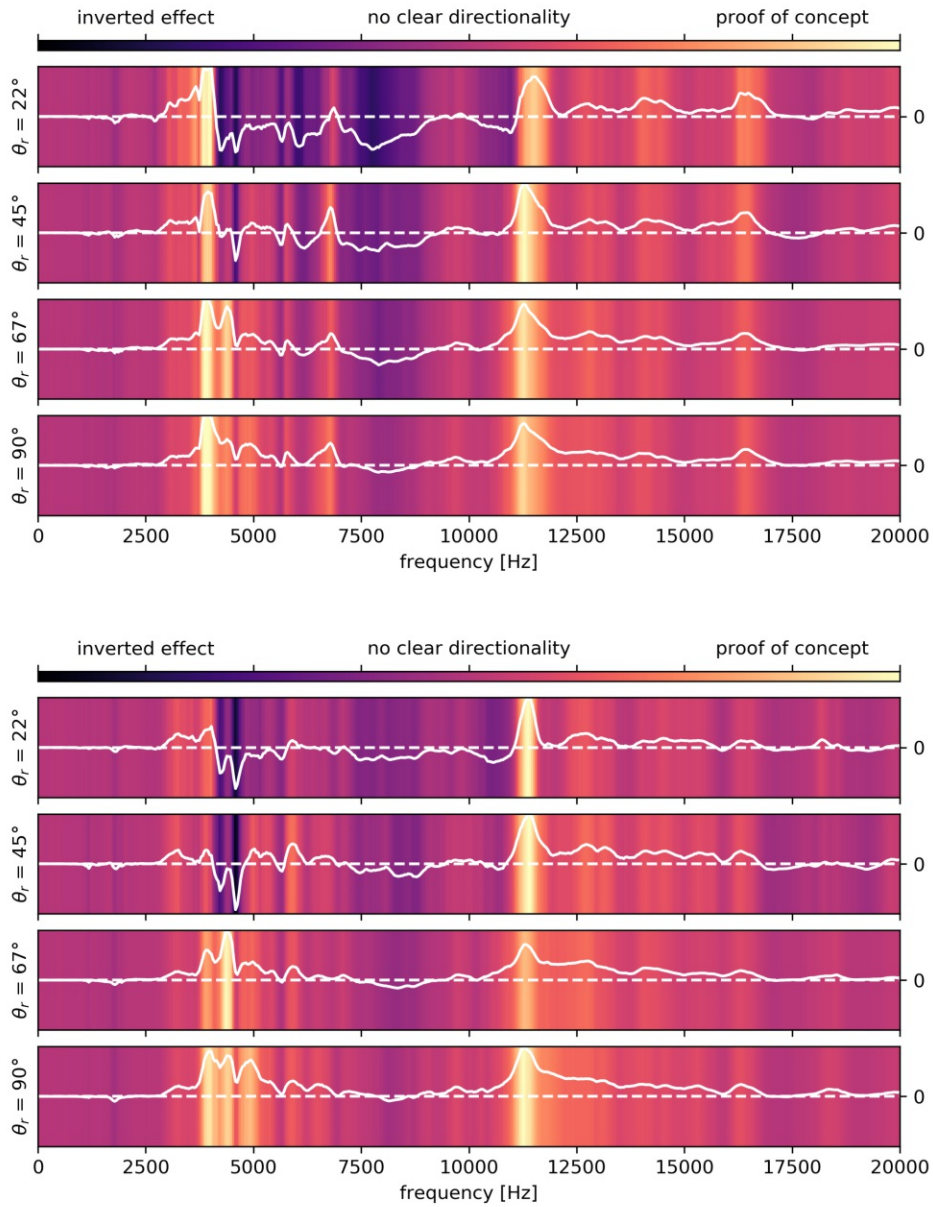 inverted effect no clear directionality proof of concept
θr = 22° 0
θr = 45° 0
θr = 67° 0
θr = 90° 0
0 2500 5000 7500 10000 12500 15000 17500 20000
frequency [Hz]
inverted effect no clear directionality proof of concept
θr = 22° 0
θr = 45° 0
θr = 67° 0
θr = 90° 0
0 2500 5000 7500 10000 12500 15000 17500 20000
frequency [Hz]